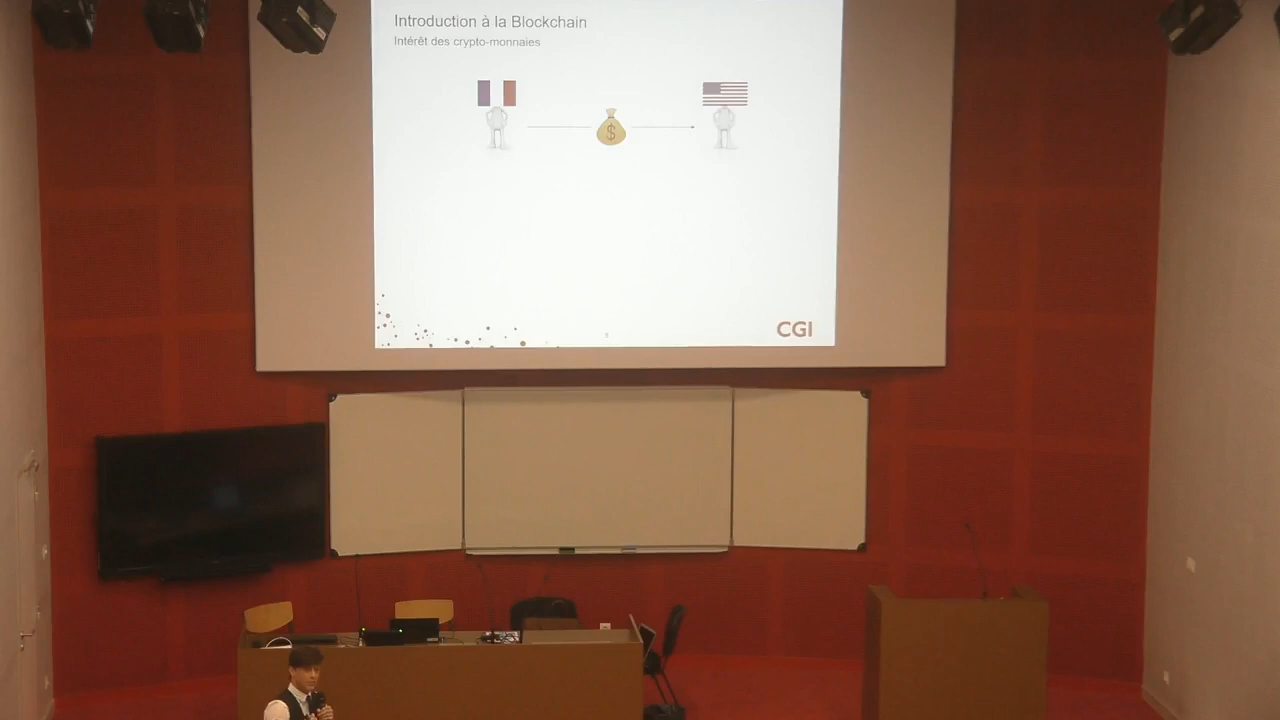 Introduction à la Blockchain
Intérêt des crypto-monnaies
$
CGI